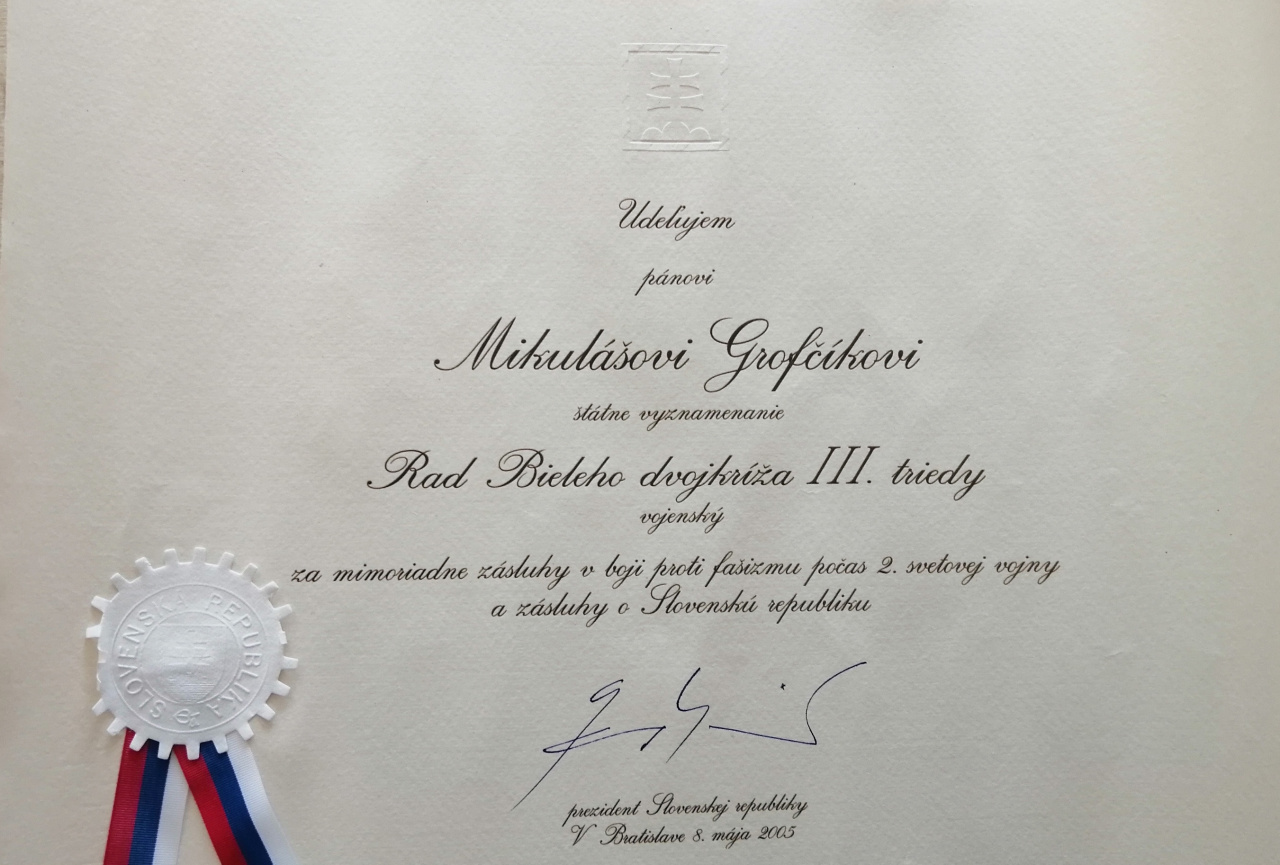 Udeľujem
pánovi
Mikulášovi Grofčíkovi
štátne vyznamenanie
Rad Bieleho dvojkríža III. triedy
vojenský
za mimoriadne zásluhy v boji proti fašizmu počas 2. svetovej vojny
a zásluhy o Slovenskú republiku
SLOVENSKÁ REPUBLIKA
prezident Slovenskej republiky
V Bratislave 8. mája 2005